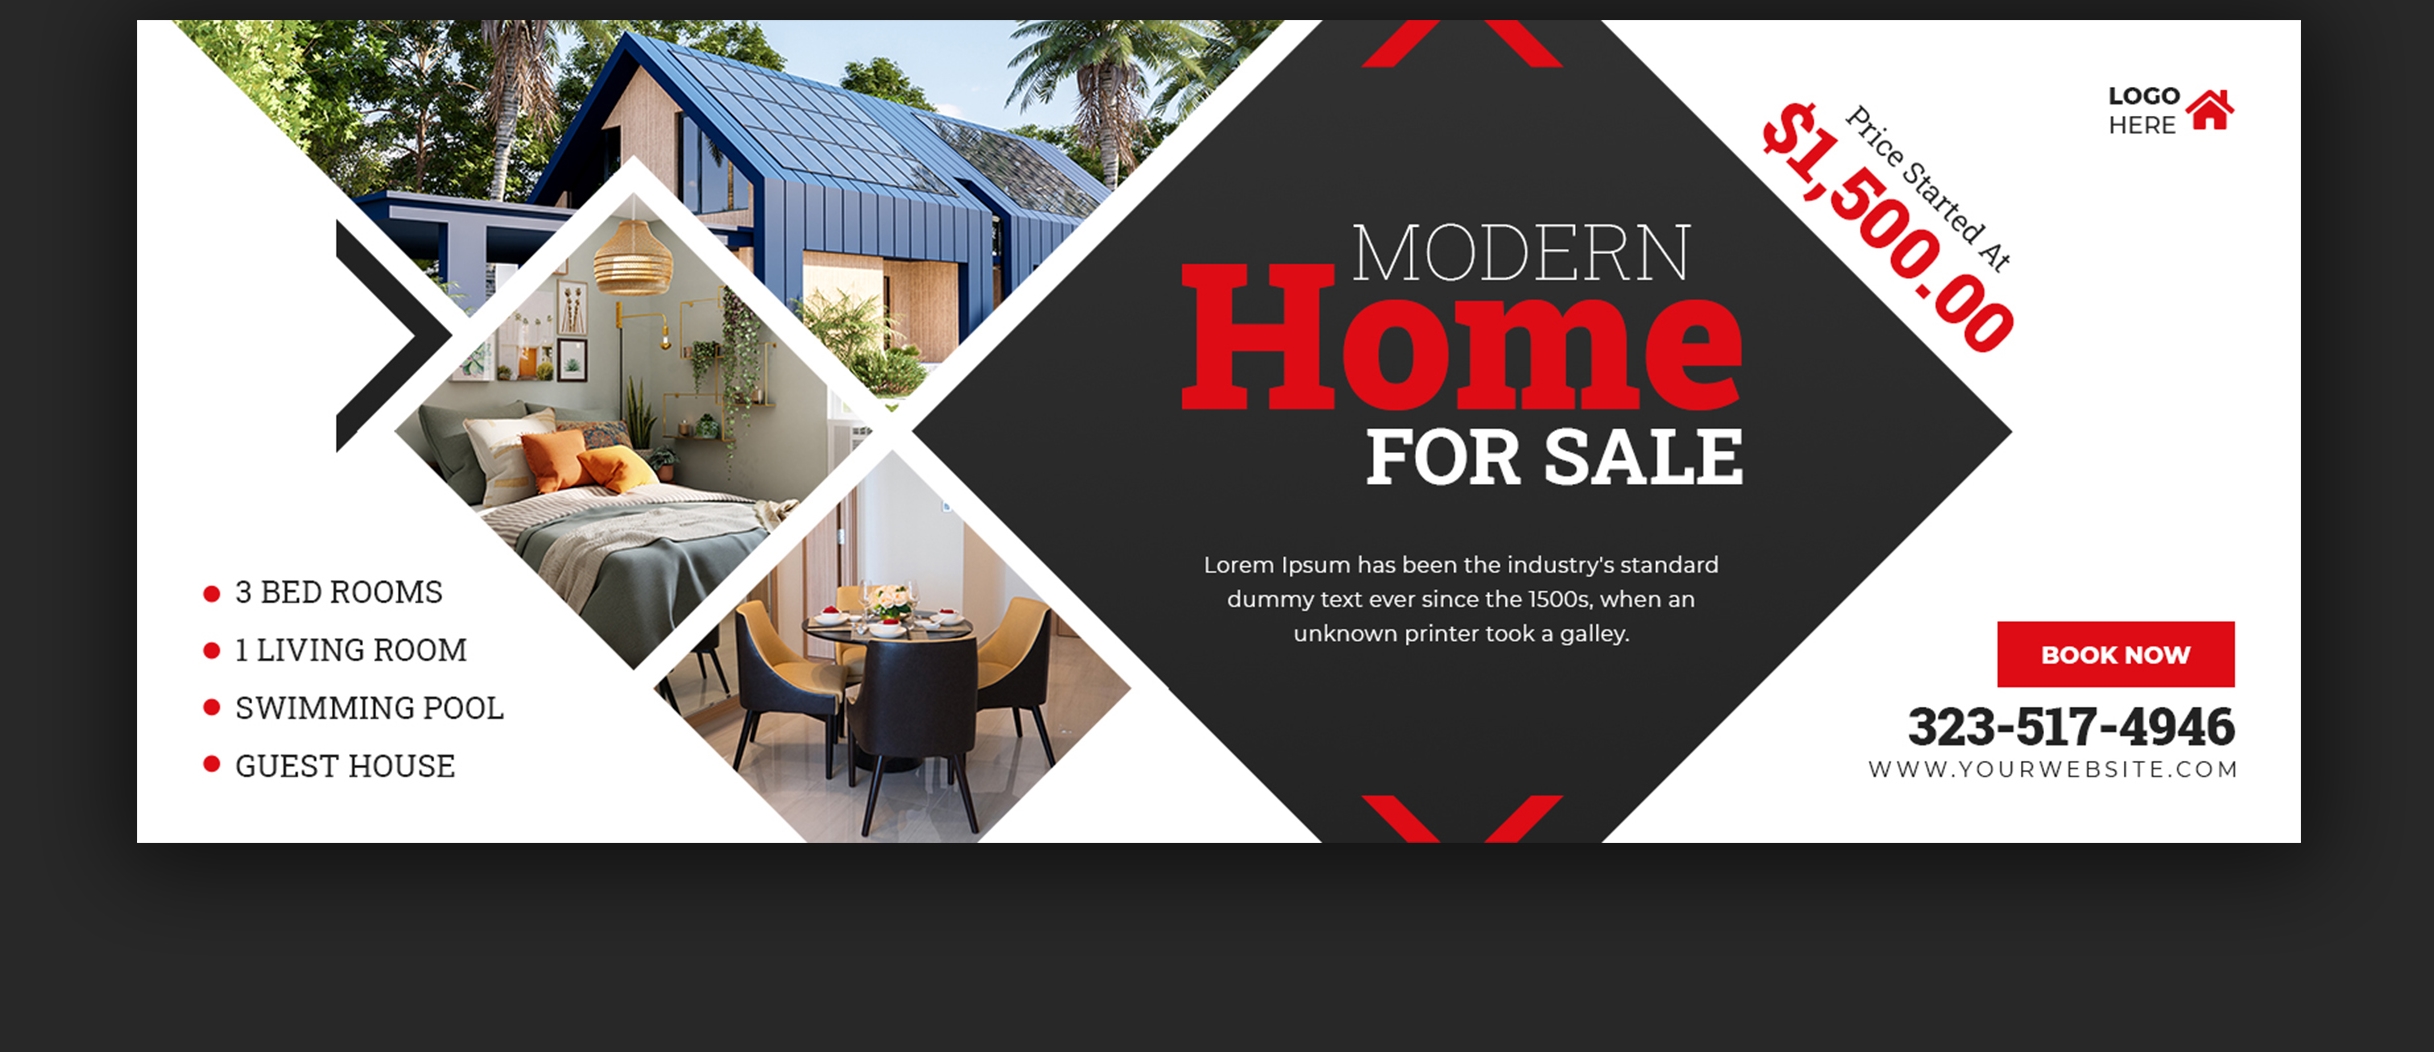 LOGO
HERE
Price Started At
$1,500.00
MODERN
Home
FOR SALE
Lorem Ipsum has been the industry's standard
dummy text ever since the 1500s, when an
unknown printer took a galley.
3 BED ROOMS
1 LIVING ROOM
SWIMMING POOL
GUEST HOUSE
BOOK NOW
323-517-4946
WWW.YOURWEBSITE.COM